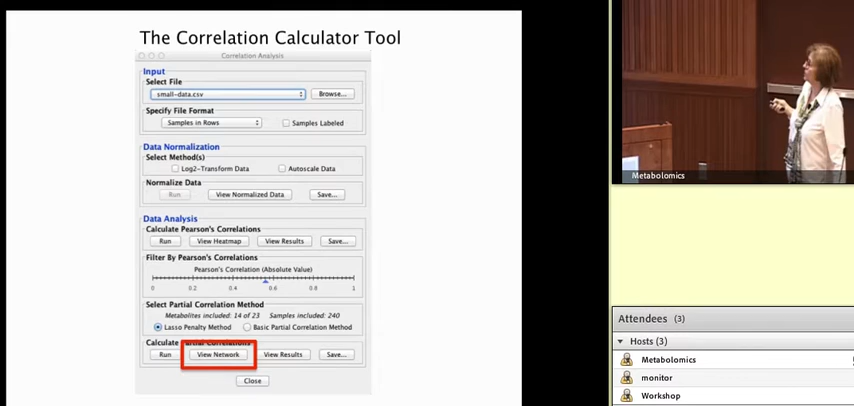 The Correlation Calculator Tool
Correlation Analysis
Input
Select File
small-data.csv Browse...
Specify File Format
Samples in Rows Samples Labeled
Data Normalization
Select Method(s)
Log2-Transform Data Autoscale Data
Normalize Data
Run View Normalized Data Save...
Data Analysis
Calculate Pearson's Correlations
Run View Heatmap View Results Save...
Filter By Pearson's Correlations
Pearson's Correlation (Absolute Value)
0 0.2 0.4 0.6 0.8 1
Select Partial Correlation Method
Metabolites included: 14 of 23 Samples included: 240
Lasso Penalty Method Basic Partial Correlation Method
Calculate Partial Correlations
Run View Network View Results Save...
Close
Metabolomics
Attendees (3)
Hosts (3)
Metabolomics
monitor
Workshop